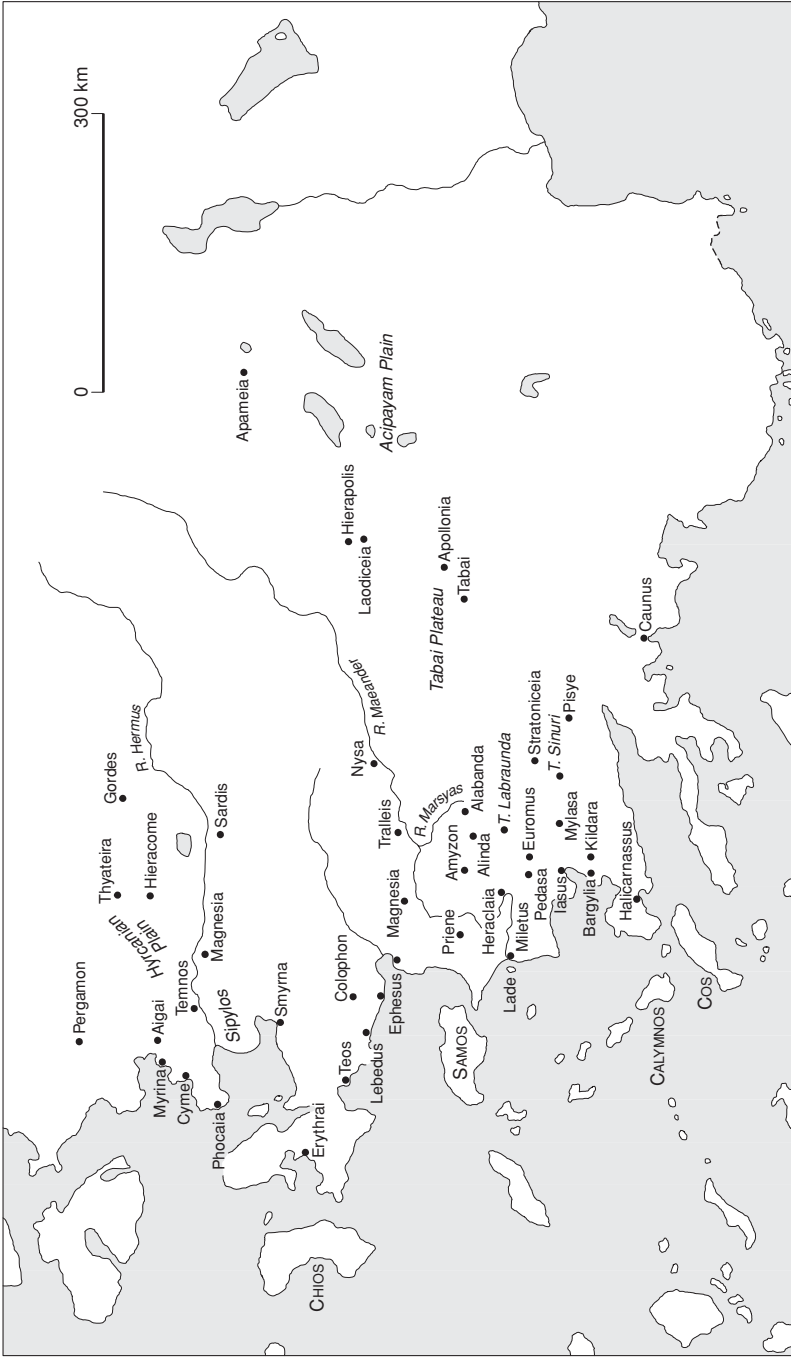 0
300 km
Pergamon
Thyateira
Gordes
R. Hermus
Hyrcanian
Plain
Hieracome
Aigai
Myrina
Cyme
Temnos
Magnesia
Sardis
Phocaia
Sipylos
Smyrna
Apameia
Erythrai
CHIOS
Teos
Colophon
Lebedus
Ephesus
Magnesia
Tralleis
Nysa
R. Maeander
Hierapolis
Laodiceia
Acipayam Plain
R. Marsyas
Tabai Plateau
Apollonia
Tabai
SAMOS
Priene
Amyzon
Alinda
Alabanda
Heraclaia
T. Labraunda
Lade
Miletus
Pedasa
Euromus
Stratoniceia
T. Sinuri
Iasus
Mylasa
Pisye
Bargylia
Kildara
Halicarnassus
Caunus
CALYMNOS
COS